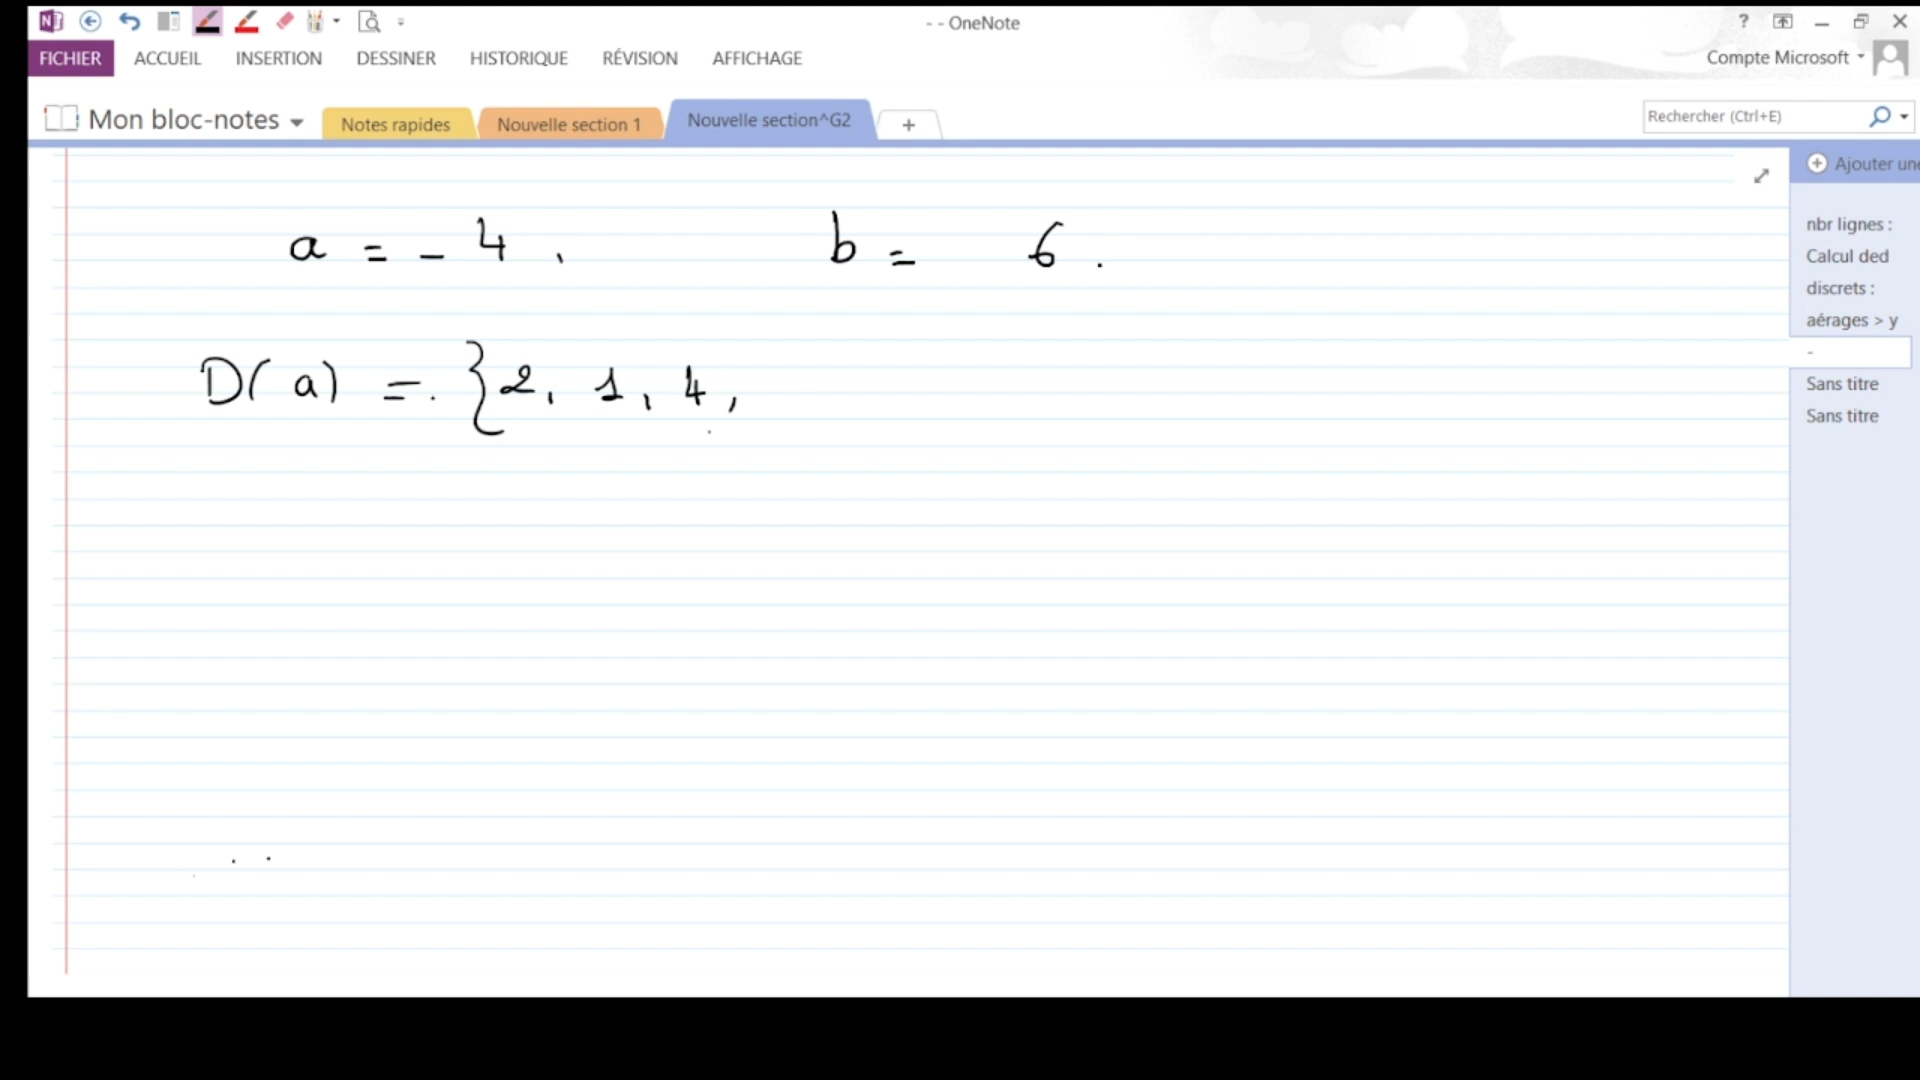 - - OneNote
?
FICHIER ACCUEIL INSERTION DESSINER HISTORIQUE RÉVISION AFFICHAGE
Compte Microsoft
Mon bloc-notes
Notes rapides
Nouvelle section 1
Nouvelle section^G2
+
Rechercher (Ctrl+E)
Ajouter une
nbr lignes :
Calcul ded
discrets :
aérages > y
-
Sans titre
Sans titre
a = - 4 , b = 6 .
D( a) = . {2, 1, 4,